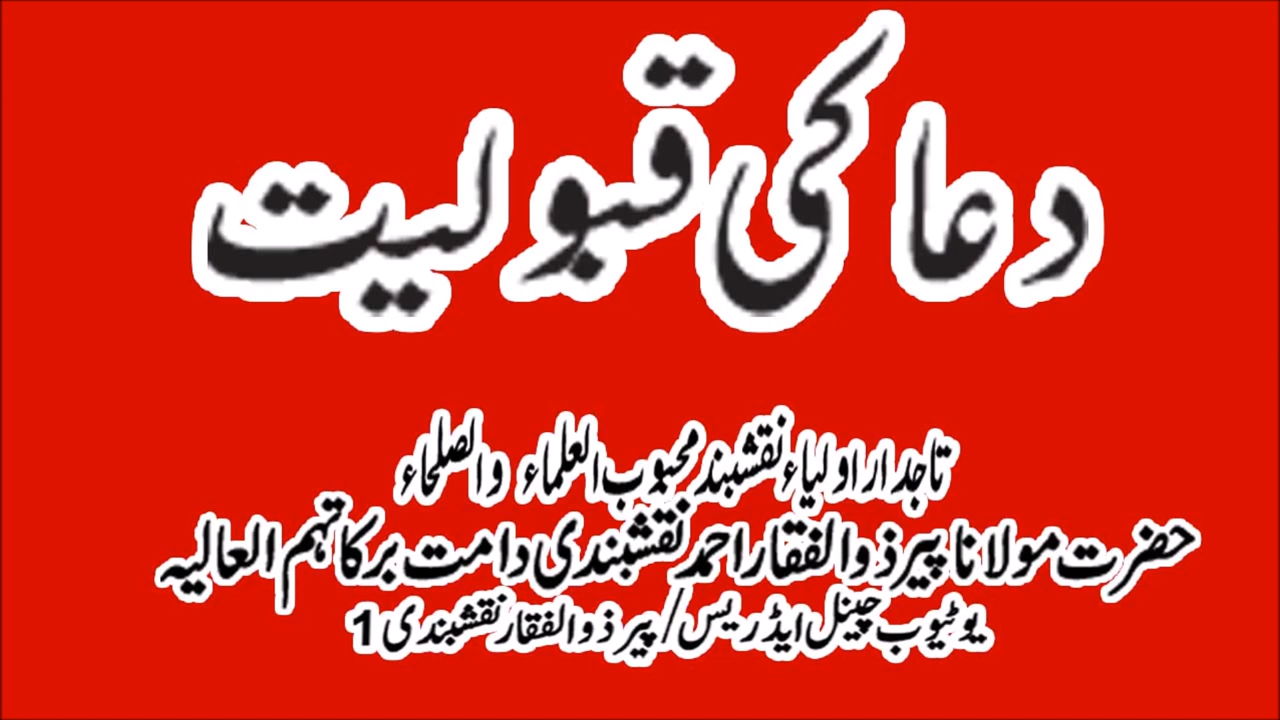 دعا کی قبولیت
تاجدار اولیاء نقشبند محبوب العلماء والصلحاء
حضرت مولانا پیر ذوالفقار احمد نقشبندی دامت برکاتہم العالیہ
یوٹیوب چینل ایڈریس/پیر ذوالفقار نقشبندی 1